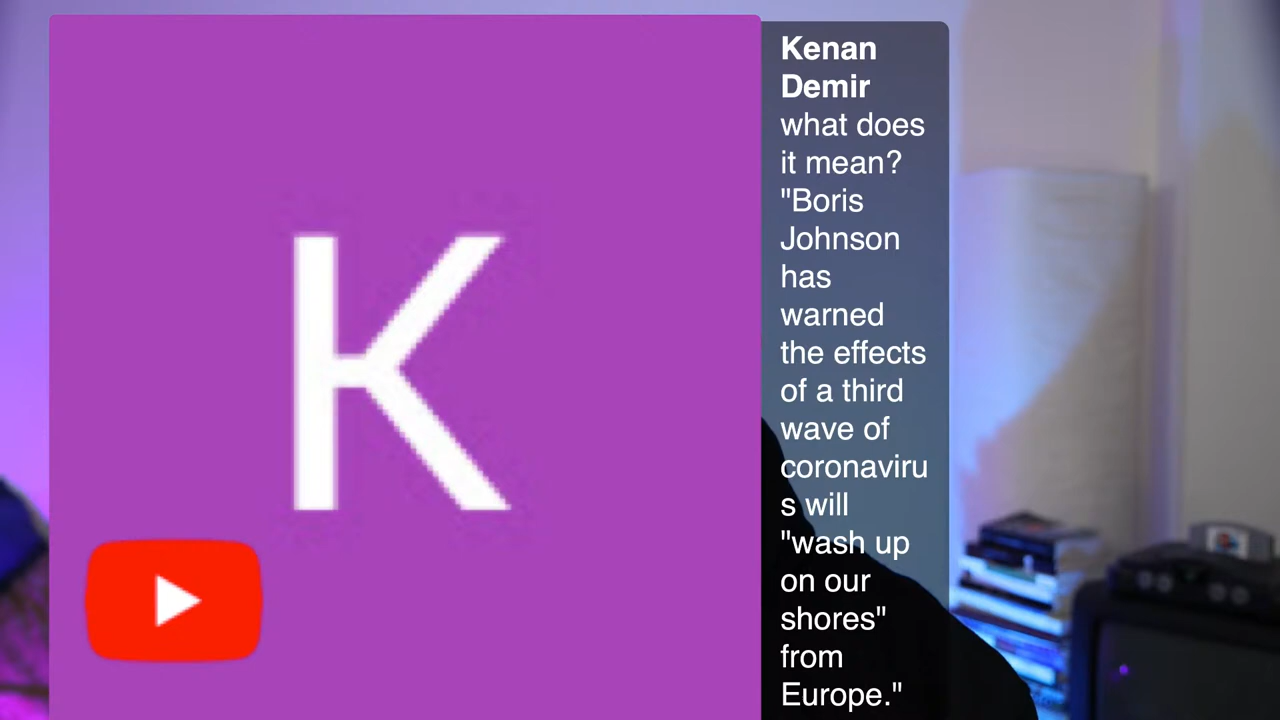 K
Kenan
Demir
what does
it mean?
"Boris
Johnson
has
warned
the effects
of a third
wave of
coronaviru
s will
"wash up
on our
shores"
from
Europe."